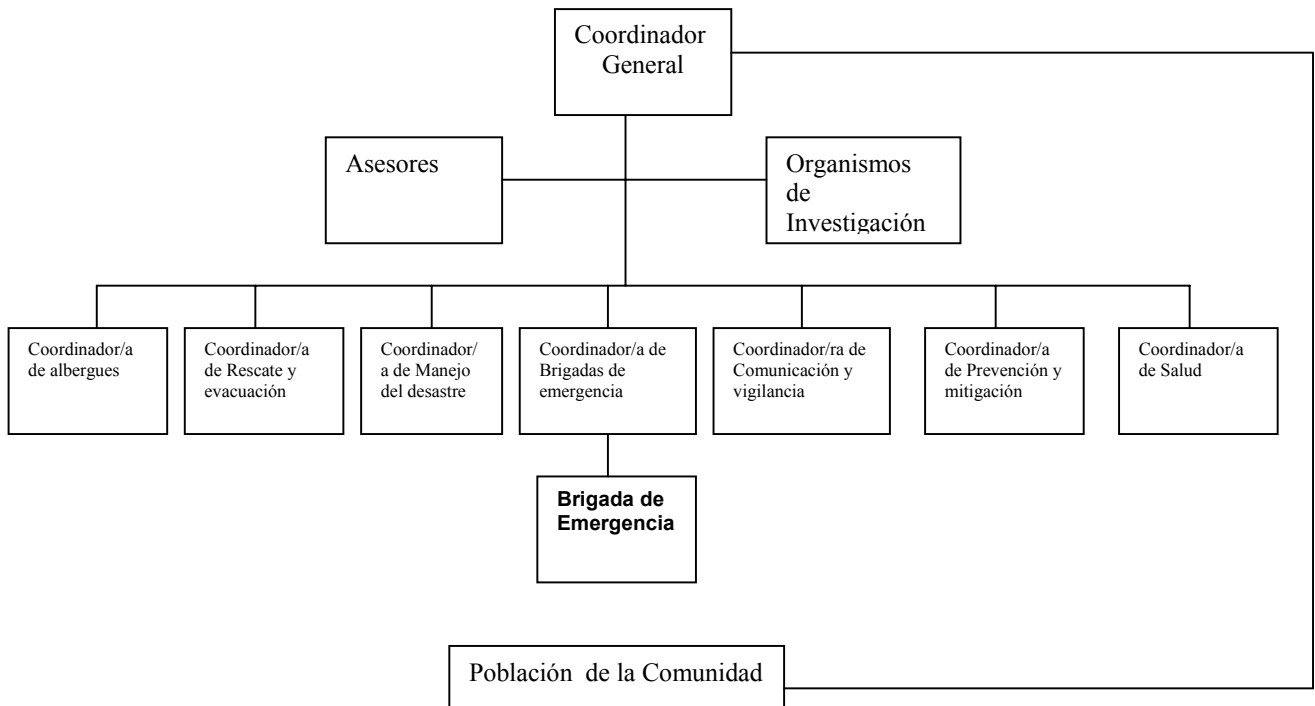 Coordinador
General
Asesores
Organismos
de
Investigación
Coordinador/a
de albergues
Coordinador/a
de Rescate y
evacuación
Coordinador/
a de Manejo
del desastre
Coordinador/a de
Brigadas de
emergencia
Coordinador/ra de
Comunicación y
vigilancia
Coordinador/a
de Prevención y
mitigación
Coordinador/a
de Salud
Brigada de
Emergencia
Población de la Comunidad